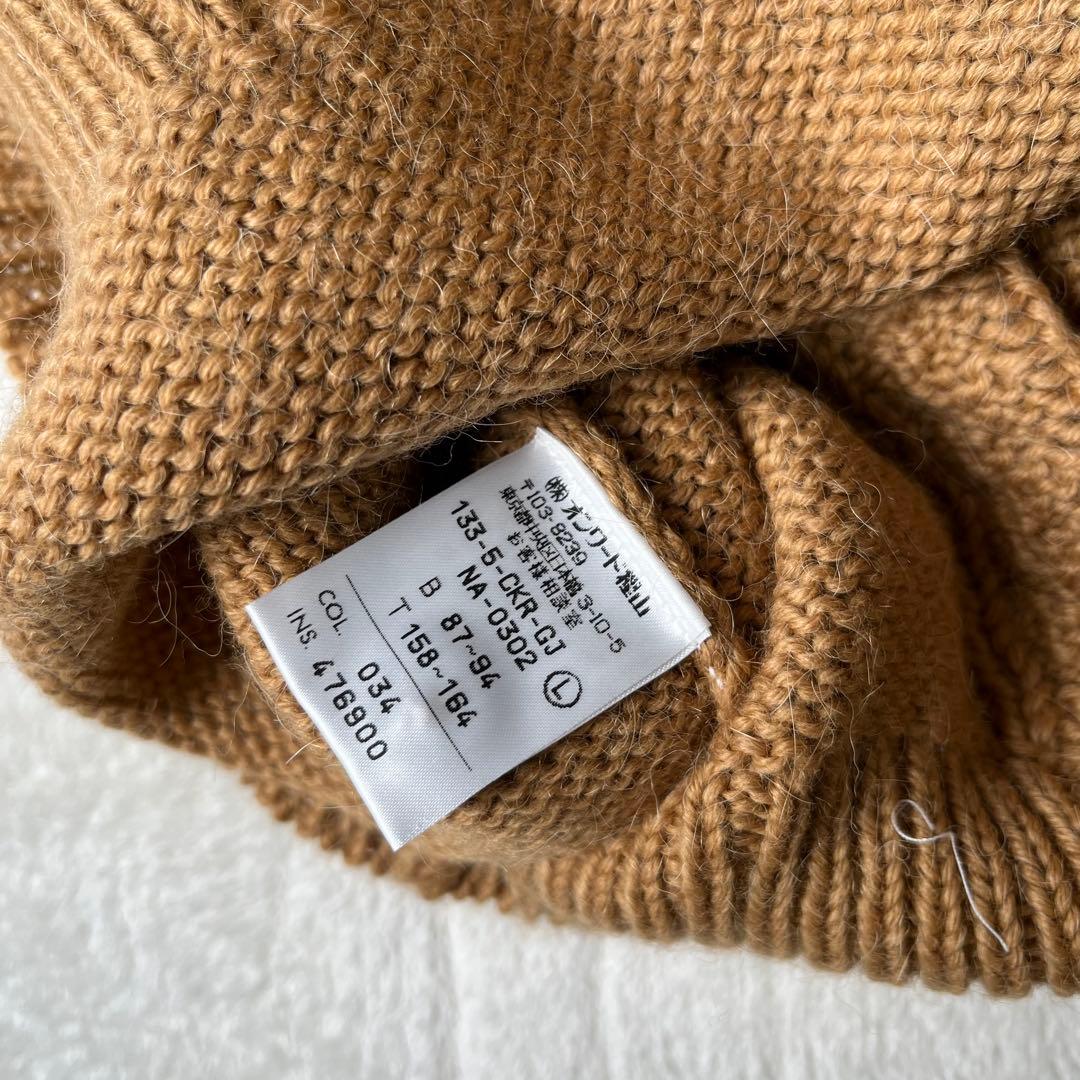 ㈱オンワード樫山
〒103-8239
東京都中央区日本橋3-10-5
お客様相談室
133-5-CKR-GJ
NA-0302
B 87~94
T 158~164
Ⓛ
COL. 034
INS. 476900